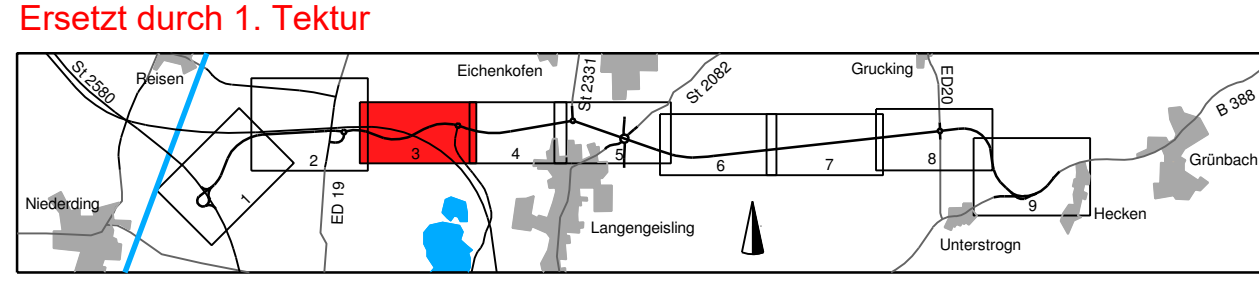 Ersetzt durch 1. Tektur
St 2580
Reisen
Eichenkofen
St 2331
St 2082
Grucking
ED20
B 388
Grünbach
Niederding
1
2
ED 19
3
4
5
6
7
8
9
Langengeisling
Unterstrogn
Hecken